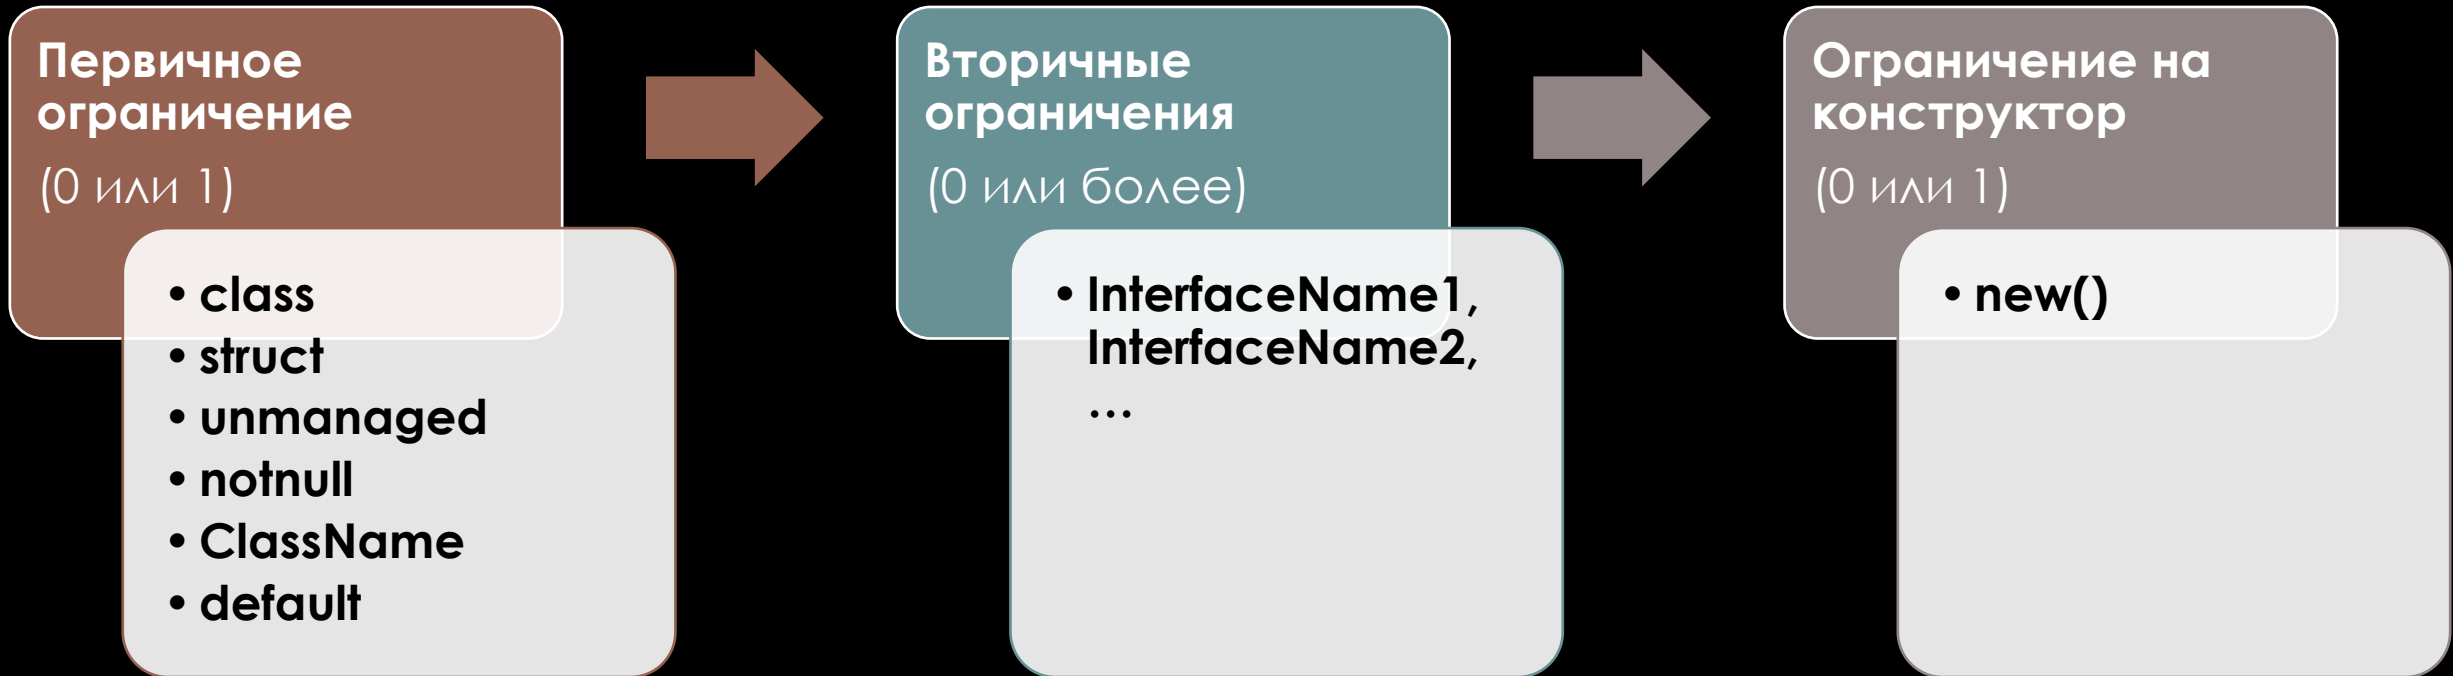 Первичное
ограничение
(0 или 1)
• class
• struct
• unmanaged
• notnull
• ClassName
• default
Вторичные
ограничения
(0 или более)
• InterfaceName1,
InterfaceName2,
…
Ограничение на
конструктор
(0 или 1)
• new()